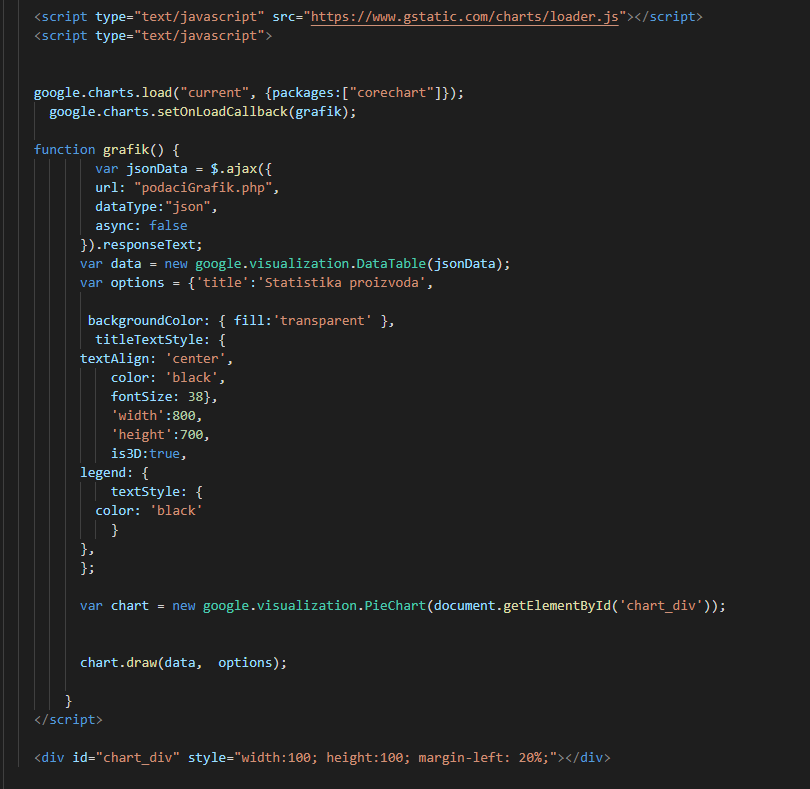 <script type="text/javascript" src="https://www.gstatic.com/charts/loader.js"></script>
<script type="text/javascript">
google.charts.load("current", {packages:["corechart"]});
google.charts.setOnLoadCallback(grafik);
function grafik() {
var jsonData = $.ajax({
url: "podaciGrafik.php",
dataType:"json",
async: false
}).responseText;
var data = new google.visualization.DataTable(jsonData);
var options = {'title':'Statistika proizvoda',
backgroundColor: { fill:'transparent' },
titleTextStyle: {
textAlign: 'center',
color: 'black',
fontSize: 38},
'width':800,
'height':700,
is3D:true,
legend: {
textStyle: {
color: 'black'
}
},
};
var chart = new google.visualization.PieChart(document.getElementById('chart_div'));
chart.draw(data,  options);
}
</script>
<div id="chart_div" style="width:100; height:100; margin-left: 20%;"></div>